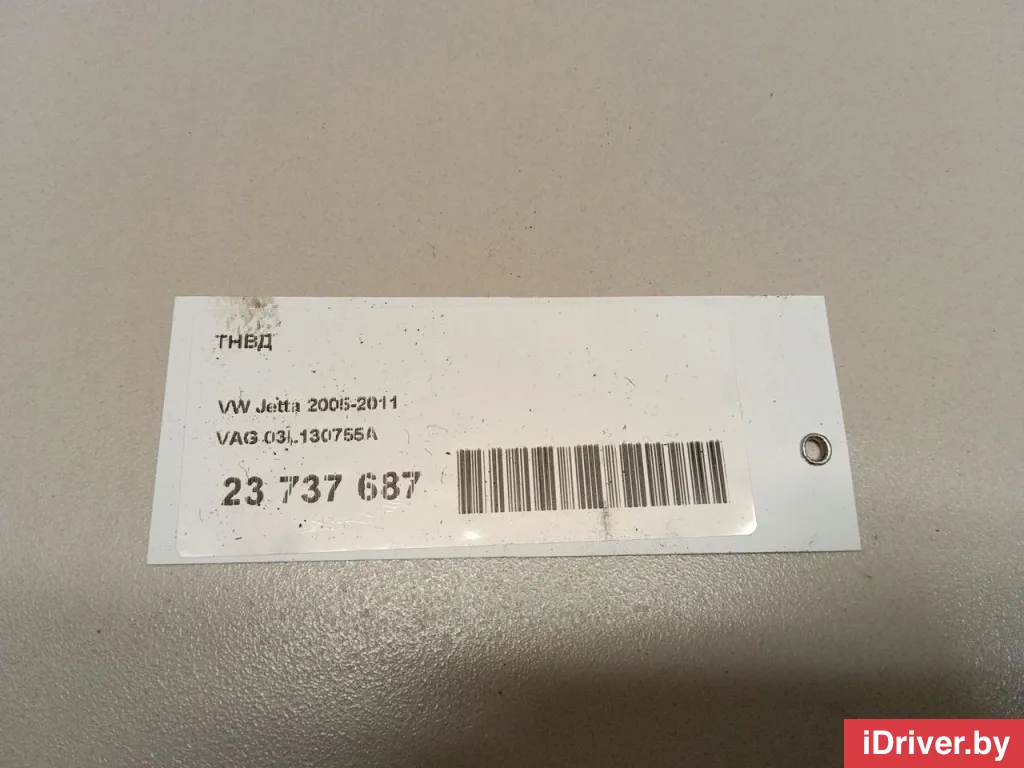 ТНВД
VW Jetta 2005-2011
VAG 03L130755A
23 737 687
iDriver.by